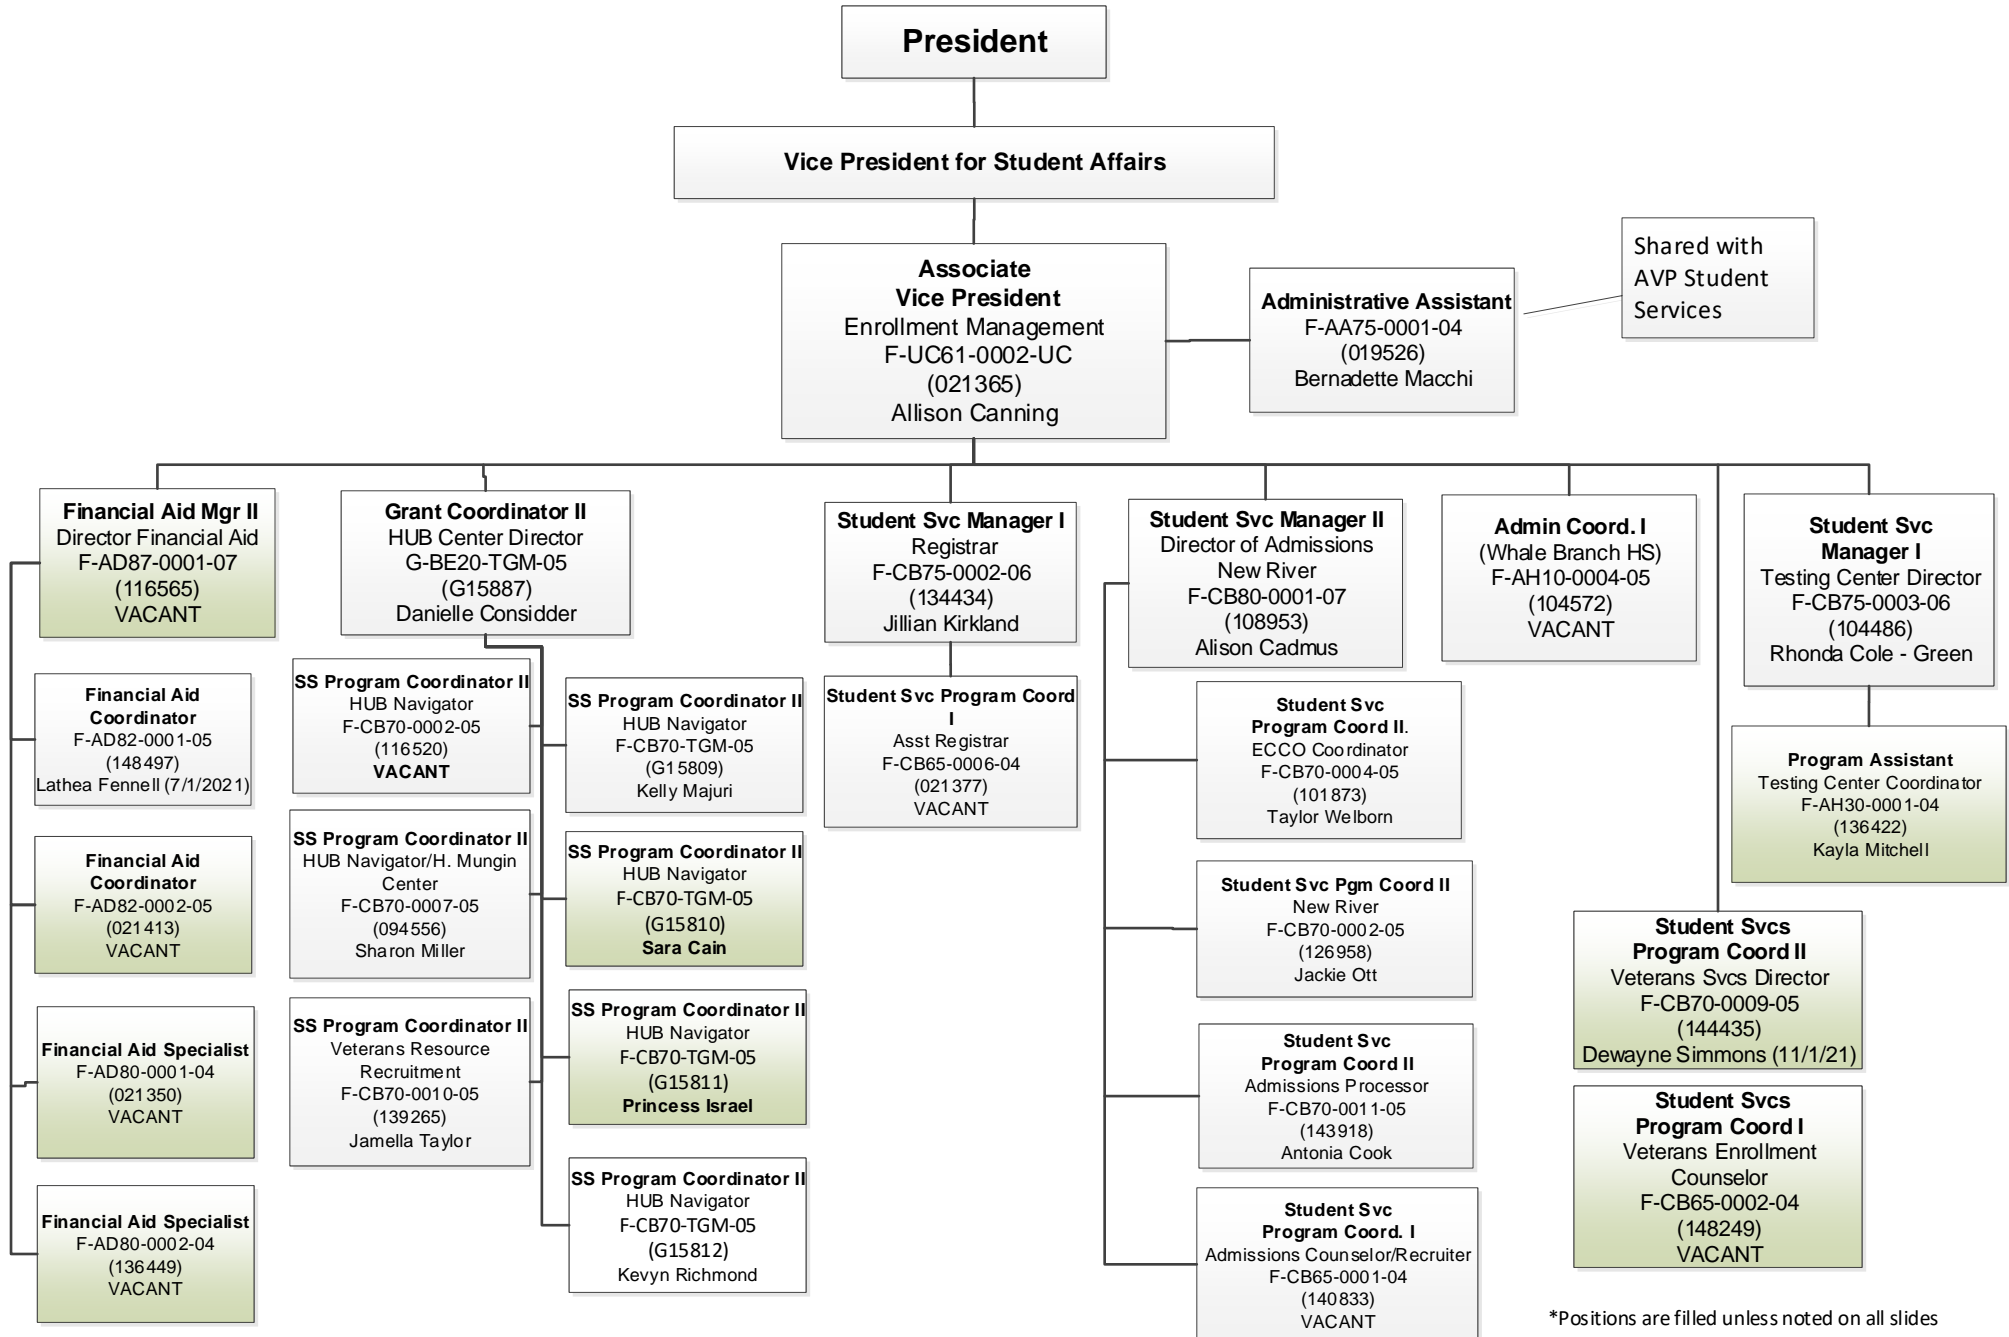 President
Vice President for Student Affairs
Associate
Vice President
Enrollment Management
F-UC61-0002-UC
(021365)
Allison Canning
Administrative Assistant
F-AA75-0001-04
(019526)
Bernadette Macchi
Shared with
AVP Student
Services
Financial Aid Mgr II
Director Financial Aid
F-AD87-0001-07
(116565)
VACANT
Financial Aid
Coordinator
F-AD82-0001-05
(148497)
Lathea Fennell (7/1/2021)
Financial Aid
Coordinator
F-AD82-0002-05
(021413)
VACANT
Financial Aid Specialist
F-AD80-0001-04
(021350)
VACANT
Financial Aid Specialist
F-AD80-0002-04
(136449)
VACANT
Grant Coordinator II
HUB Center Director
G-BE20-TGM-05
(G15887)
Danielle Considder
SS Program Coordinator II
HUB Navigator
F-CB70-0002-05
(116520)
VACANT
SS Program Coordinator II
HUB Navigator/H. Mungin
Center
F-CB70-0007-05
(094556)
Sharon Miller
SS Program Coordinator II
Veterans Resource
Recruitment
F-CB70-0010-05
(139265)
Jamella Taylor
SS Program Coordinator II
HUB Navigator
F-CB70-TGM-05
(G15809)
Kelly Majuri
SS Program Coordinator II
HUB Navigator
F-CB70-TGM-05
(G15810)
Sara Cain
SS Program Coordinator II
HUB Navigator
F-CB70-TGM-05
(G15811)
Princess Israel
SS Program Coordinator II
HUB Navigator
F-CB70-TGM-05
(G15812)
Kevyn Richmond
Student Svc Manager I
Registrar
F-CB75-0002-06
(134434)
Jillian Kirkland
Student Svc Program Coord
I
Asst Registrar
F-CB65-0006-04
(021377)
VACANT
Student Svc Manager II
Director of Admissions
New River
F-CB80-0001-07
(108953)
Alison Cadmus
Student Svc
Program Coord II.
ECCO Coordinator
F-CB70-0004-05
(101873)
Taylor Welborn
Student Svc Pgm Coord II
New River
F-CB70-0002-05
(126958)
Jackie Ott
Student Svc
Program Coord II
Admissions Processor
F-CB70-0011-05
(143918)
Antonia Cook
Student Svc
Program Coord. I
Admissions Counselor/Recruiter
F-CB65-0001-04
(140833)
VACANT
Admin Coord. I
(Whale Branch HS)
F-AH10-0004-05
(104572)
VACANT
Student Svc
Manager I
Testing Center Director
F-CB75-0003-06
(104486)
Rhonda Cole - Green
Program Assistant
Testing Center Coordinator
F-AH30-0001-04
(136422)
Kayla Mitchell
Student Svcs
Program Coord II
Veterans Svcs Director
F-CB70-0009-05
(144435)
Dewayne Simmons (11/1/21)
Student Svcs
Program Coord I
Veterans Enrollment
Counselor
F-CB65-0002-04
(148249)
VACANT
*Positions are filled unless noted on all slides